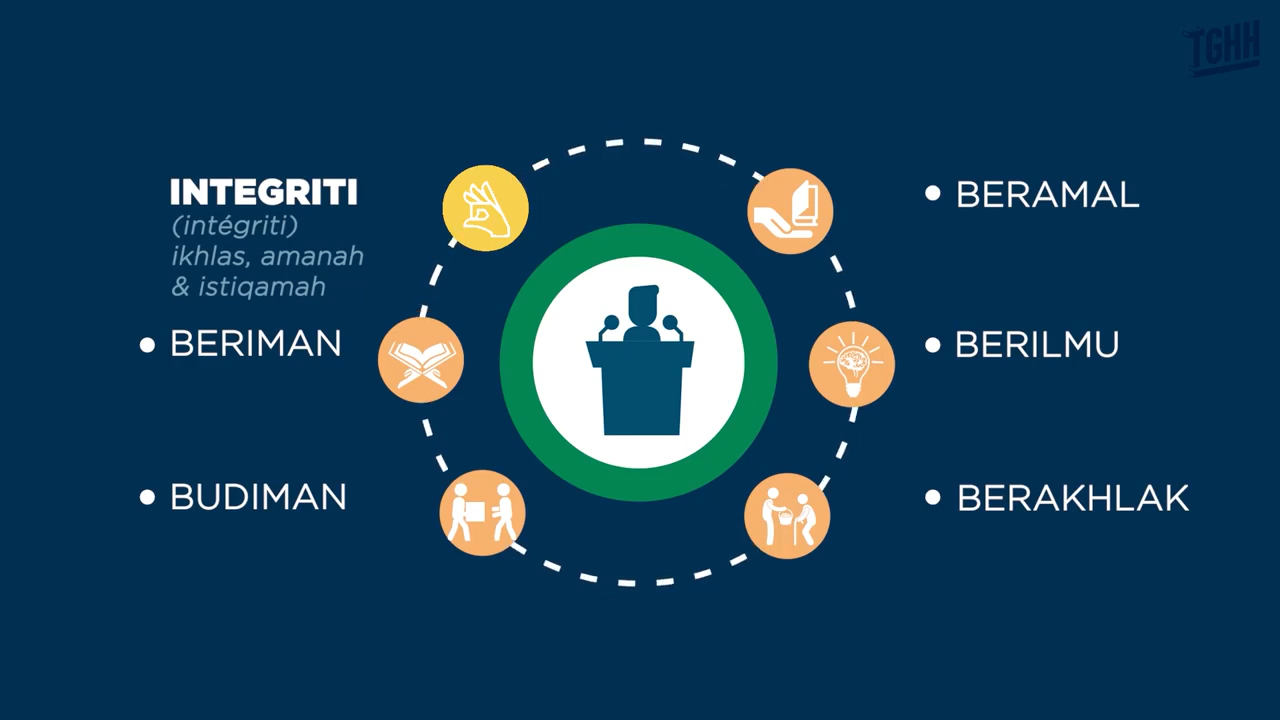 TGHH
INTEGRITI
(intégriti)
ikhlas, amanah
& istiqamah
• BERIMAN
• BUDIMAN
• BERAMAL
• BERILMU
• BERAKHLAK